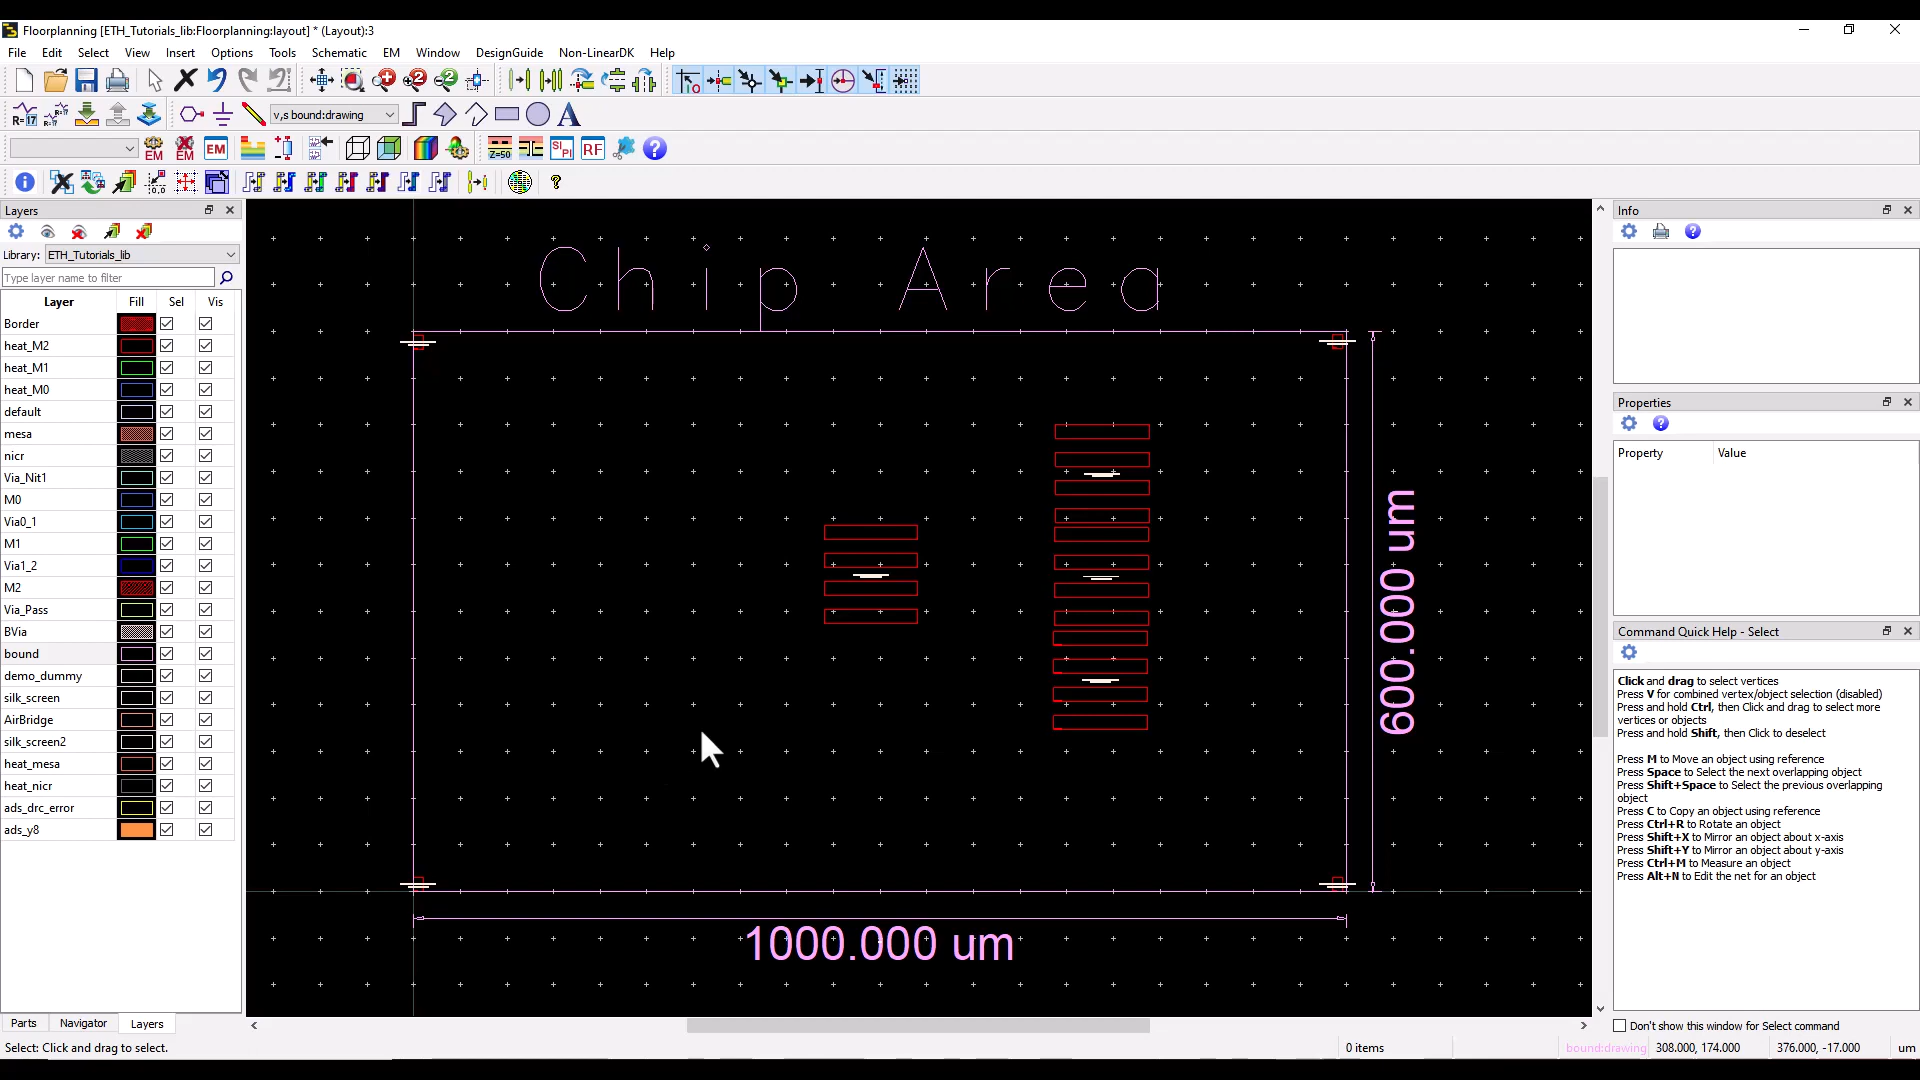 Floorplanning [ETH_Tutorials_lib:Floorplanning:layout] * (Layout):3
File Edit Select View Insert Options Tools Schematic EM Window DesignGuide Non-LinearDK Help
v,s bound:drawing
EM EM EM Z=50 SI PI RF
Layers
Library: ETH_Tutorials_lib
Type layer name to filter
Layer Fill Sel Vis
Border
heat_M2
heat_M1
heat_M0
default
mesa
nicr
Via_Nit1
M0
Via0_1
M1
Via1_2
M2
Via_Pass
BVia
bound
demo_dummy
silk_screen
AirBridge
silk_screen2
heat_mesa
heat_nicr
ads_drc_error
ads_y8
Parts Navigator Layers
Chip Area
600.000 um
1000.000 um
Info
Properties
Property Value
Command Quick Help - Select
Click and drag to select vertices
Press V for combined vertex/object selection (disabled)
Press and hold Ctrl, then Click and drag to select more
vertices or objects
Press and hold Shift, then Click to deselect
Press M to Move an object using reference
Press Space to Select the next overlapping object
Press Shift+Space to Select the previous overlapping
object
Press C to Copy an object using reference
Press Ctrl+R to Rotate an object
Press Shift+X to Mirror an object about x-axis
Press Shift+Y to Mirror an object about y-axis
Press Ctrl+M to Measure an object
Press Alt+N to Edit the net for an object
Don't show this window for Select command
Select: Click and drag to select.
0 items
bound:drawing
308.000, 174.000
376.000, -17.000
um